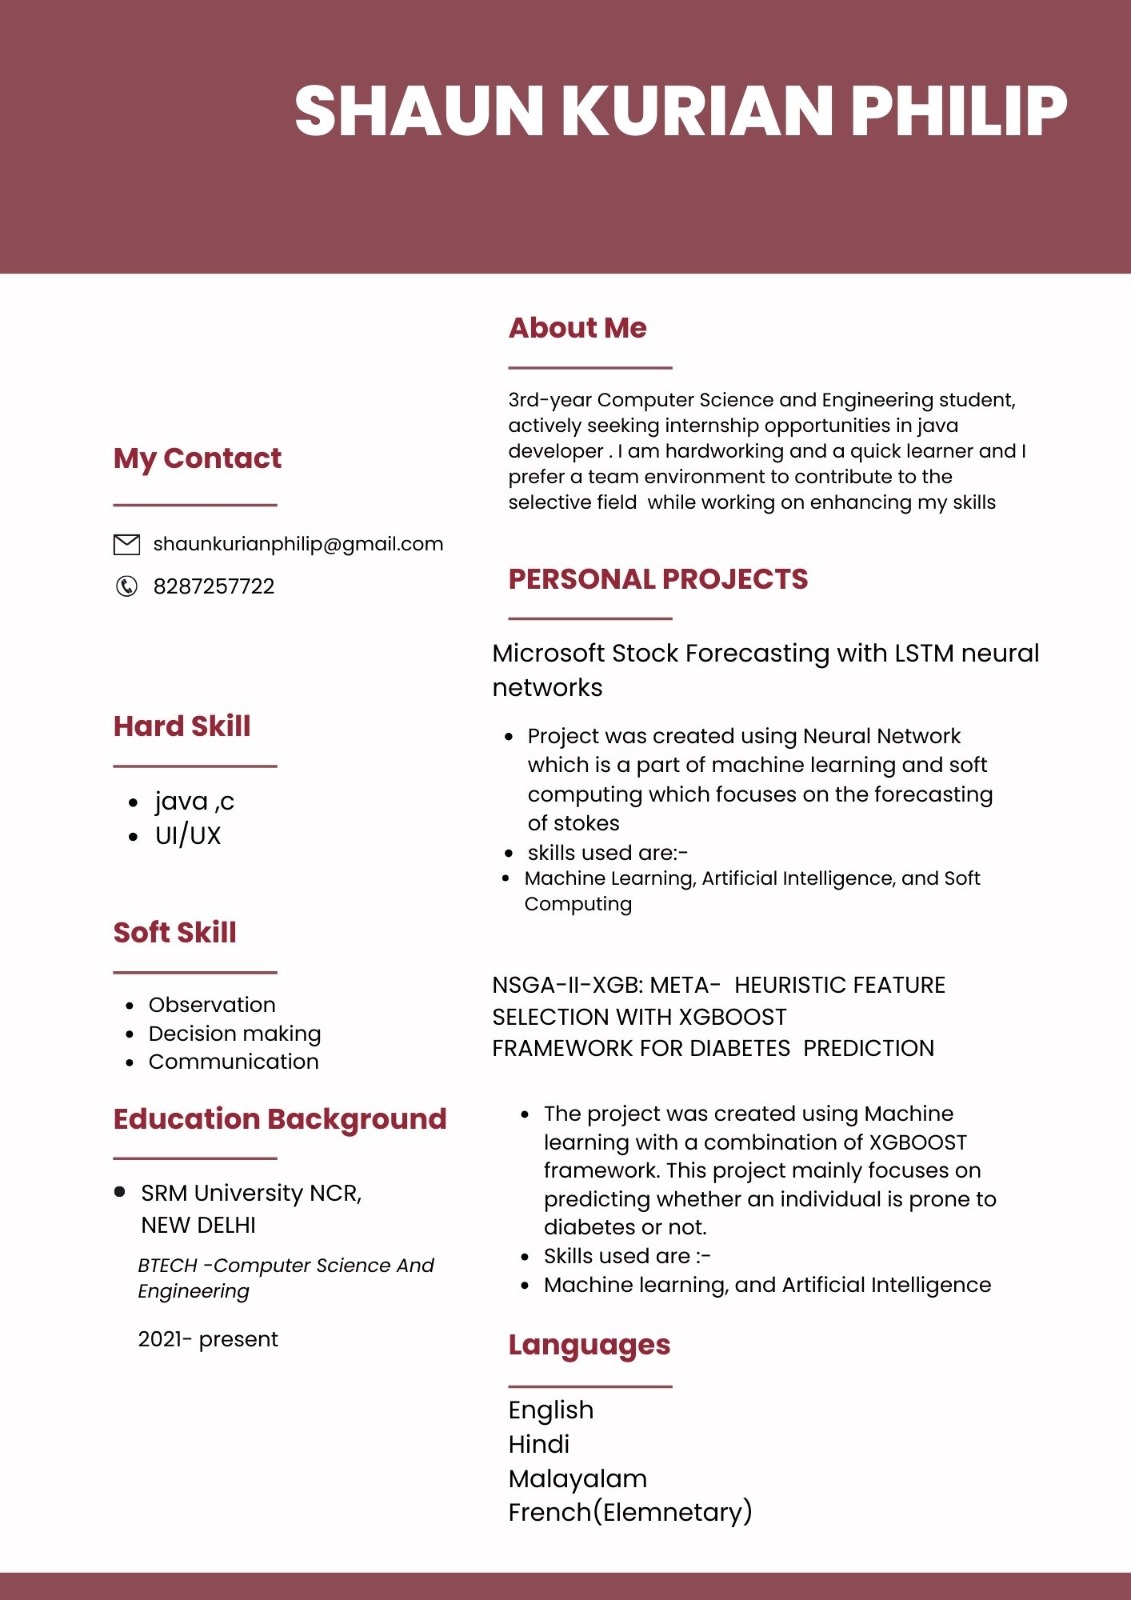 SHAUN KURIAN PHILIP
My Contact
shaunkurianphilip@gmail.com
8287257722
Hard Skill
java ,c
UI/UX
Soft Skill
Observation
Decision making
Communication
Education Background
SRM University NCR,
NEW DELHI
BTECH -Computer Science And
Engineering
2021- present
About Me
3rd-year Computer Science and Engineering student,
actively seeking internship opportunities in java
developer . I am hardworking and a quick learner and I
prefer a team environment to contribute to the
selective field  while working on enhancing my skills
PERSONAL PROJECTS
Microsoft Stock Forecasting with LSTM neural
networks
Project was created using Neural Network
which is a part of machine learning and soft
computing which focuses on the forecasting
of stokes
skills used are:-
Machine Learning, Artificial Intelligence, and Soft
Computing
NSGA-II-XGB: META-  HEURISTIC FEATURE
SELECTION WITH XGBOOST
FRAMEWORK FOR DIABETES  PREDICTION
The project was created using Machine
learning with a combination of XGBOOST
framework. This project mainly focuses on
predicting whether an individual is prone to
diabetes or not.
Skills used are :-
Machine learning, and Artificial Intelligence
Languages
English
Hindi
Malayalam
French(Elemnetary)